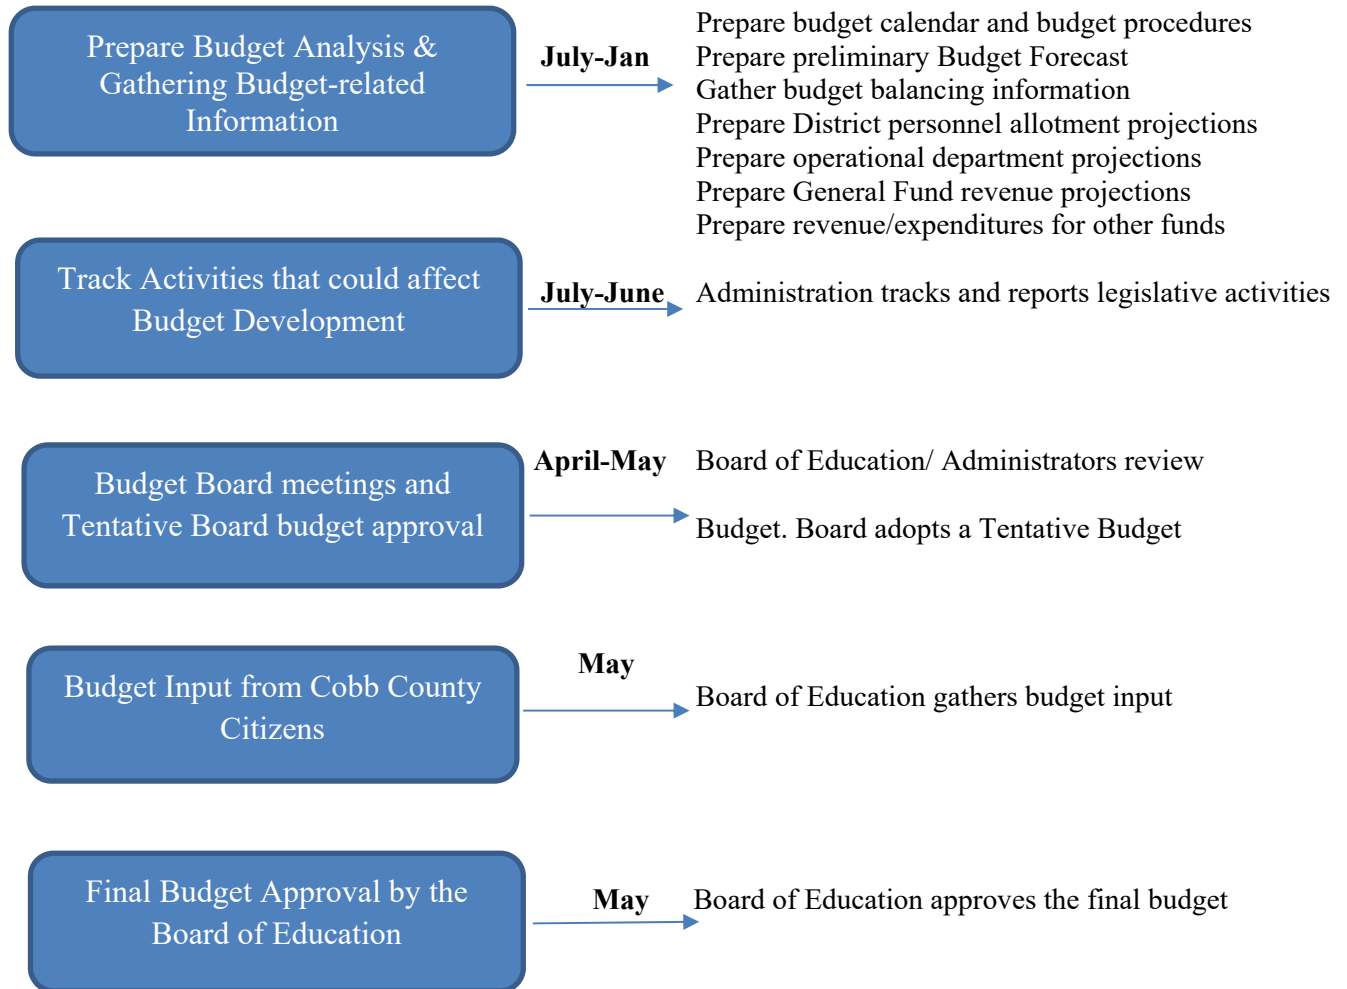 Prepare Budget Analysis &
Gathering Budget-related
Information
July-Jan
Prepare budget calendar and budget procedures
Prepare preliminary Budget Forecast
Gather budget balancing information
Prepare District personnel allotment projections
Prepare operational department projections
Prepare General Fund revenue projections
Prepare revenue/expenditures for other funds
Track Activities that could affect
Budget Development
July-June
Administration tracks and reports legislative activities
Budget Board meetings and
Tentative Board budget approval
April-May
Board of Education/ Administrators review
Budget. Board adopts a Tentative Budget
Budget Input from Cobb County
Citizens
May
Board of Education gathers budget input
Final Budget Approval by the
Board of Education
May
Board of Education approves the final budget